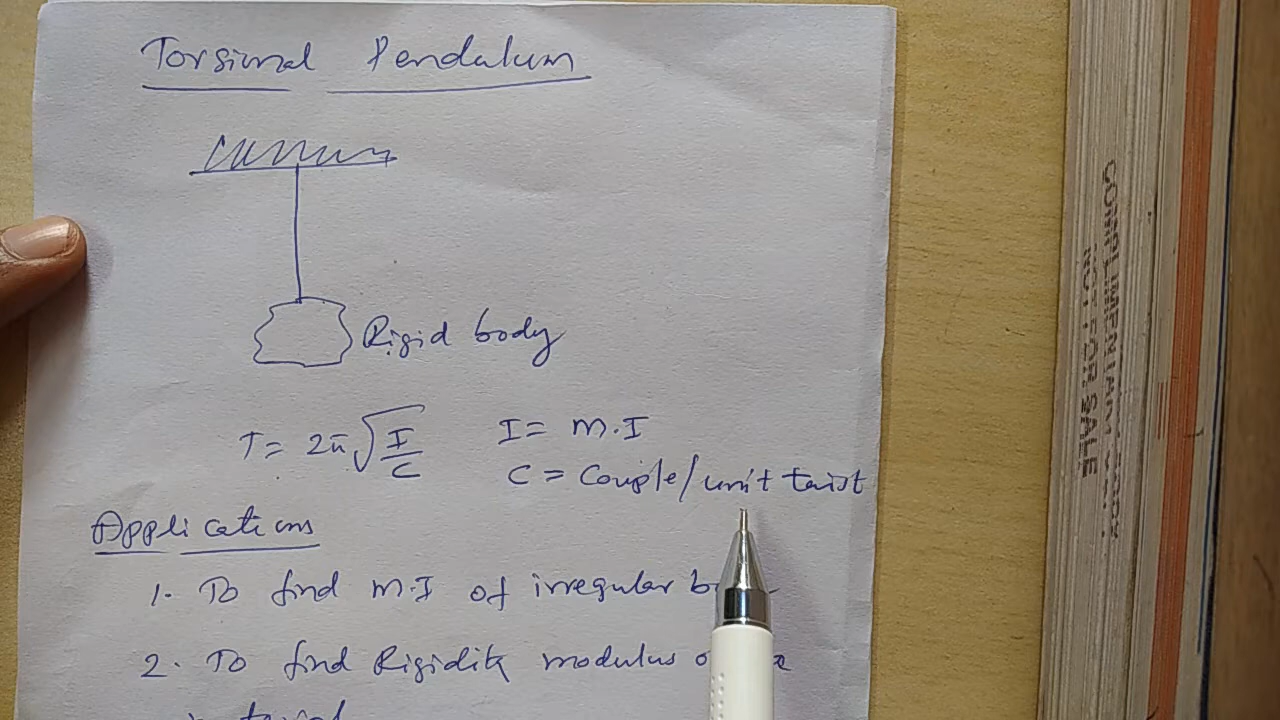 Torsional Pendulum
Rigid body
T = 2π√(I/C) I = M.I
C = Couple/unit twist
Applications
1. To find M.I of irregular
2. To find Rigidity modulus
COMPLIMENTARY COPY
NOT FOR SALE